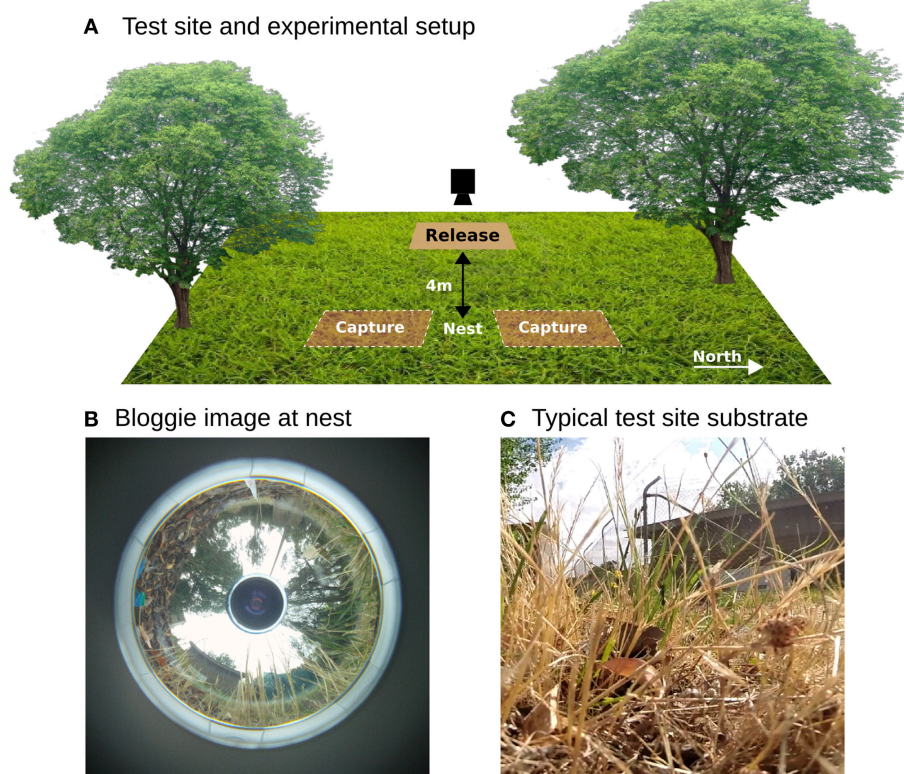 A Test site and experimental setup
Release
4m
Capture Nest Capture
North
B Bloggie image at nest
C Typical test site substrate